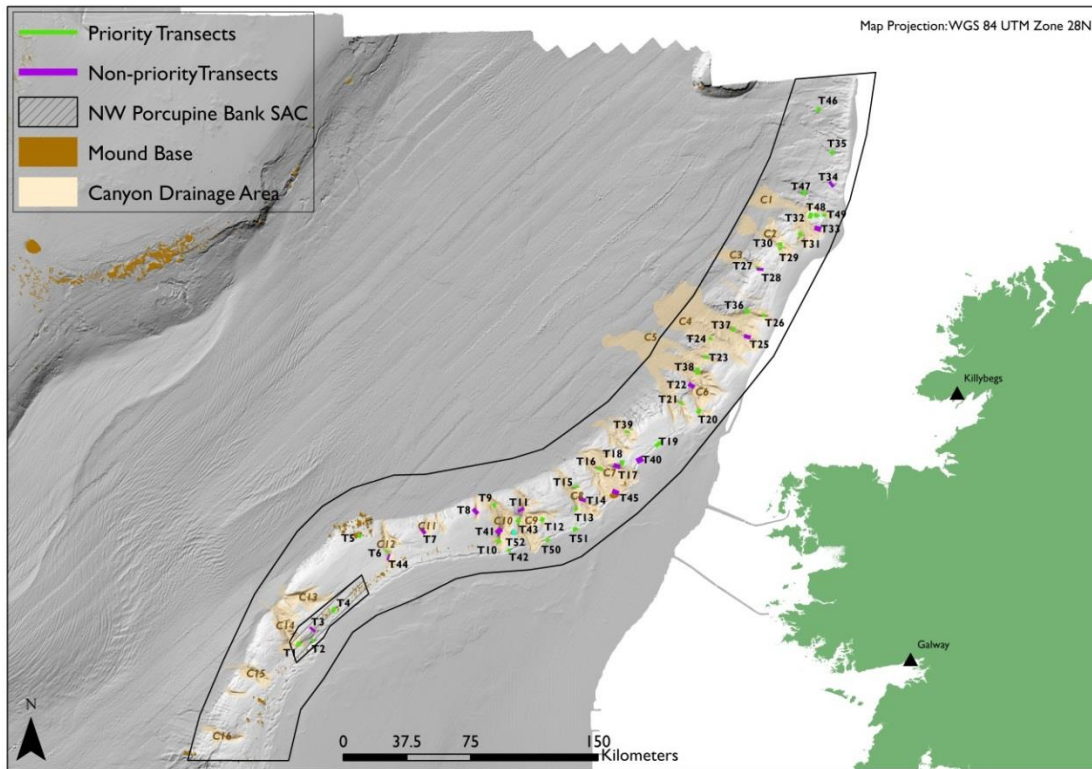 Map Projection: WGS 84 UTM Zone 28N
Priority Transects
Non-priority Transects
NW Porcupine Bank SAC
Mound Base
Canyon Drainage Area
T46
T35
T34
T47
C1
T48
T32
T49
T33
C2
T31
T30
T29
C3
T27
T28
T36
T26
C4
T37
T25
C5
T24
T23
T38
T22
C6
T21
T20
Killybegs
T39
T19
T18
T40
T16
C7
T17
T15
T45
C8
T14
T9
T11
T8
T13
C11
C10
C9
T12
T43
T41
T51
T5
T7
T52
C12
T10
T50
T6
T42
T44
C13
T4
C14
T3
T1
T2
Galway
C15
C16
N
0 37.5 75 150
Kilometers